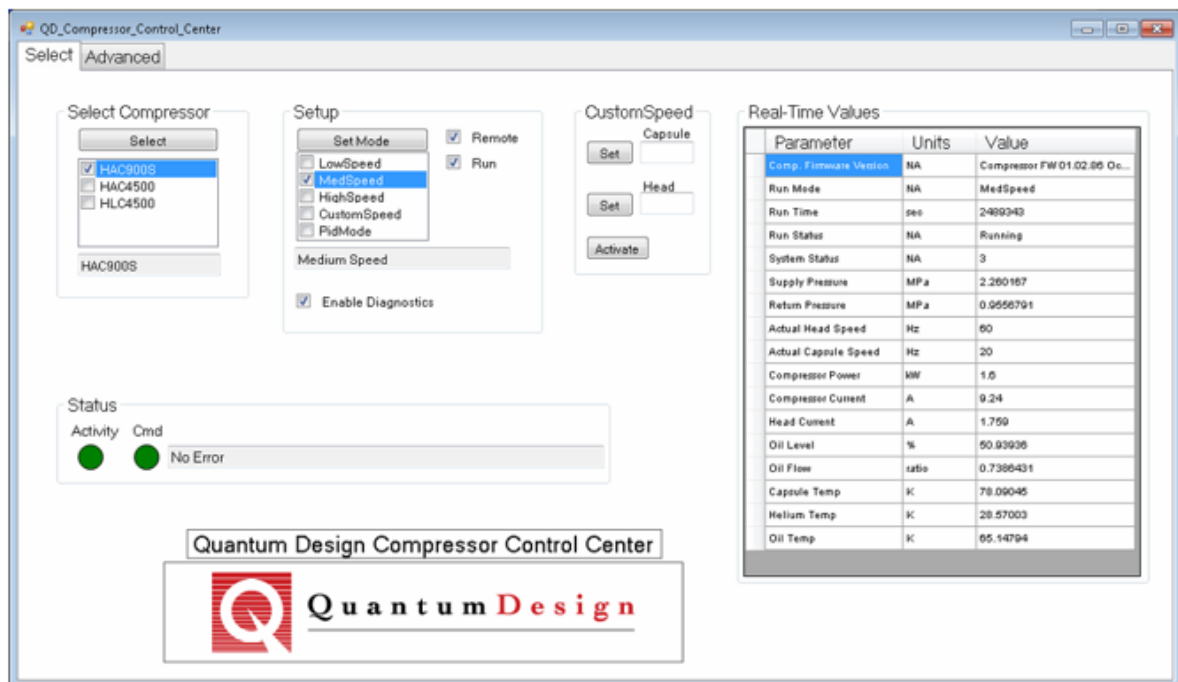 QD_Compressor_Control_Center
Select Advanced
Select Compressor
Select
HAC900S
HAC4500
HLC4500
HAC900S
Setup
Set Mode
Remote
Run
LowSpeed
MedSpeed
HighSpeed
CustomSpeed
PidMode
Medium Speed
Enable Diagnostics
CustomSpeed
Capsule
Set
Head
Set
Activate
Real-Time Values
Parameter Units Value
Comp. Firmware Version NA Compressor FW 01.02.86 Oc...
Run Mode NA MedSpeed
Run Time sec 2489343
Run Status NA Running
System Status NA 3
Supply Pressure MPa 2.260167
Return Pressure MPa 0.9556791
Actual Head Speed Hz 60
Actual Capsule Speed Hz 20
Compressor Power kW 1.6
Compressor Current A 9.24
Head Current A 1.759
Oil Level % 50.93936
Oil Flow ratio 0.7386431
Capsule Temp K 78.09045
Helium Temp K 28.57003
Oil Temp K 65.14794
Status
Activity Cmd
No Error
Quantum Design Compressor Control Center
Quantum Design